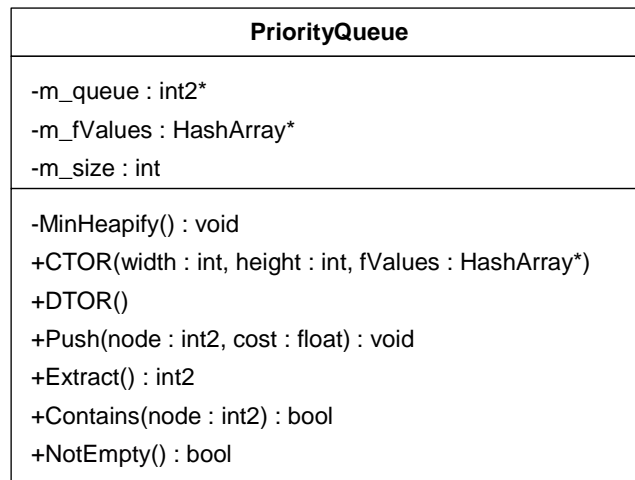 PriorityQueue
-m_queue : int2*
-m_fValues : HashArray*
-m_size : int
-MinHeapify() : void
+CTOR(width : int, height : int, fValues : HashArray*)
+DTOR()
+Push(node : int2, cost : float) : void
+Extract() : int2
+Contains(node : int2) : bool
+NotEmpty() : bool